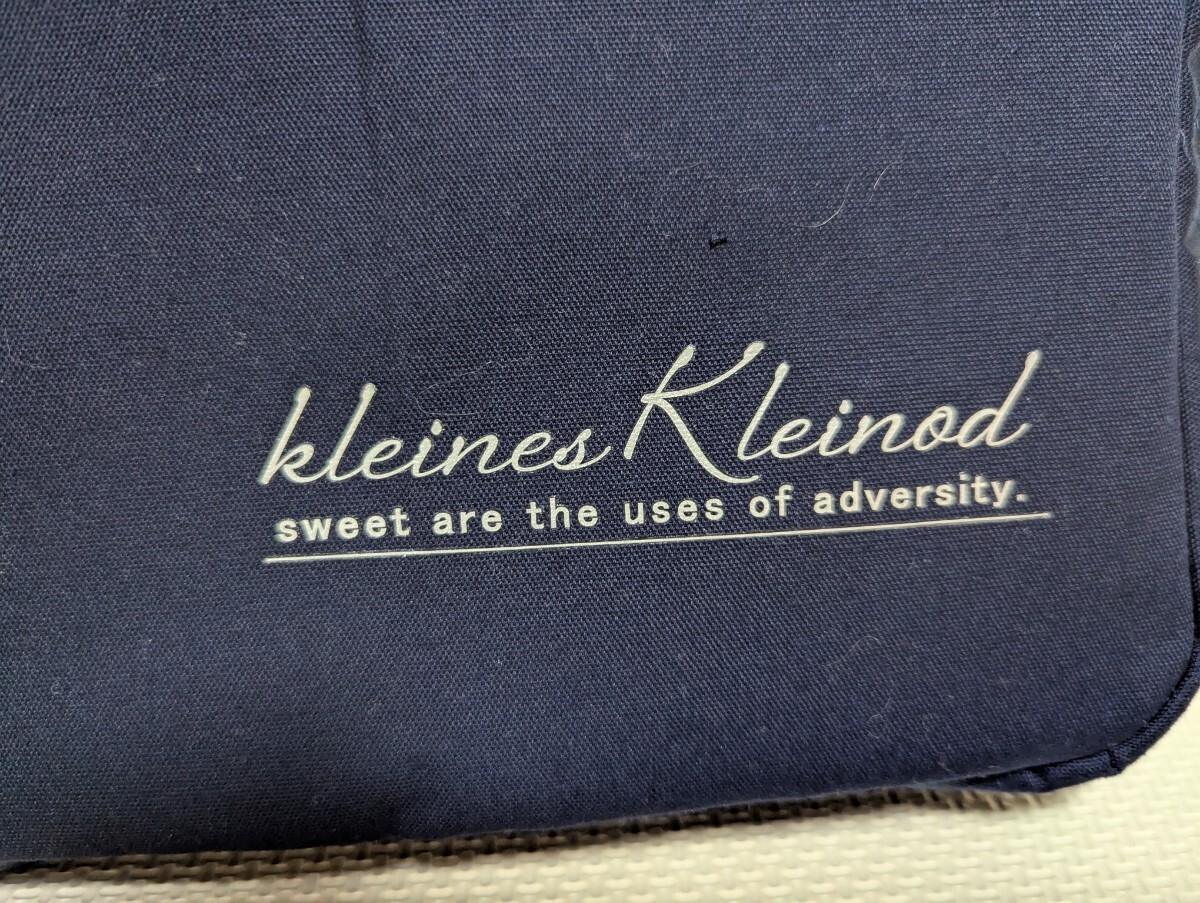 kleines Kleinod
sweet are the uses of adversity.